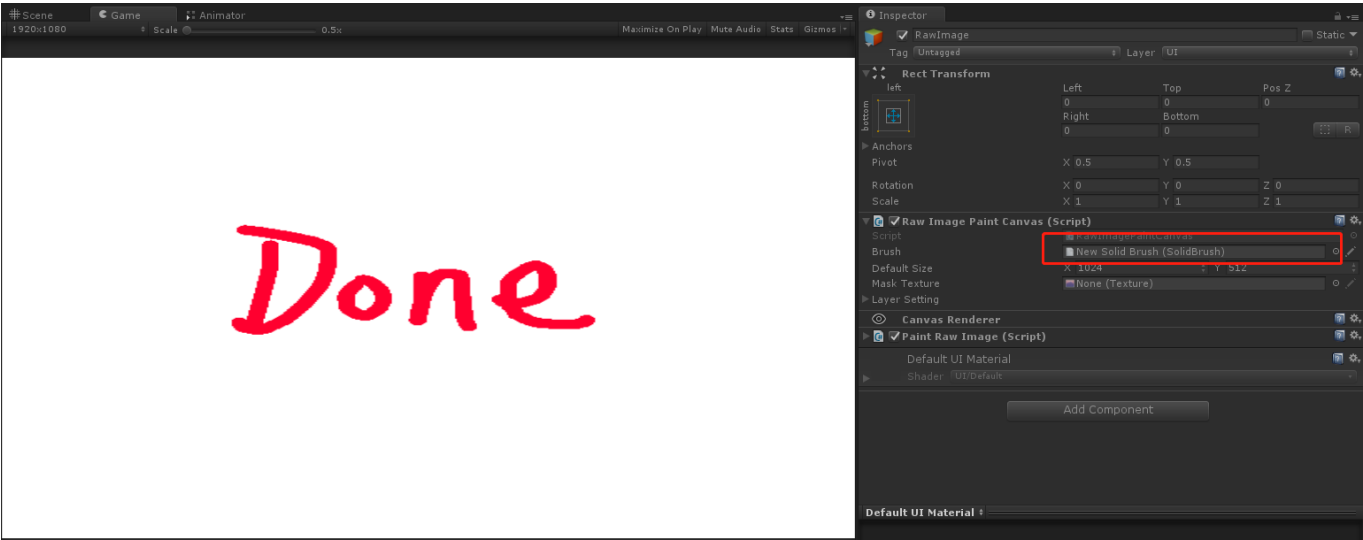 Scene Game Animator
1920x1080 Scale 0.5x Maximize On Play Mute Audio Stats Gizmos
Done
Inspector
RawImage Static
Tag Untagged Layer UI
Rect Transform
left
bottom
Left Top Pos Z
0 0 0
Right Bottom
0 0 R
Anchors
Pivot X 0.5 Y 0.5
Rotation X 0 Y 0 Z 0
Scale X 1 Y 1 Z 1
Raw Image Paint Canvas (Script)
Script RawImagePaintCanvas
Brush New Solid Brush (SolidBrush)
Default Size X 1024 Y 512
Mask Texture None (Texture)
Layer Setting
Canvas Renderer
Paint Raw Image (Script)
Default UI Material
Shader UI/Default
Add Component
Default UI Material